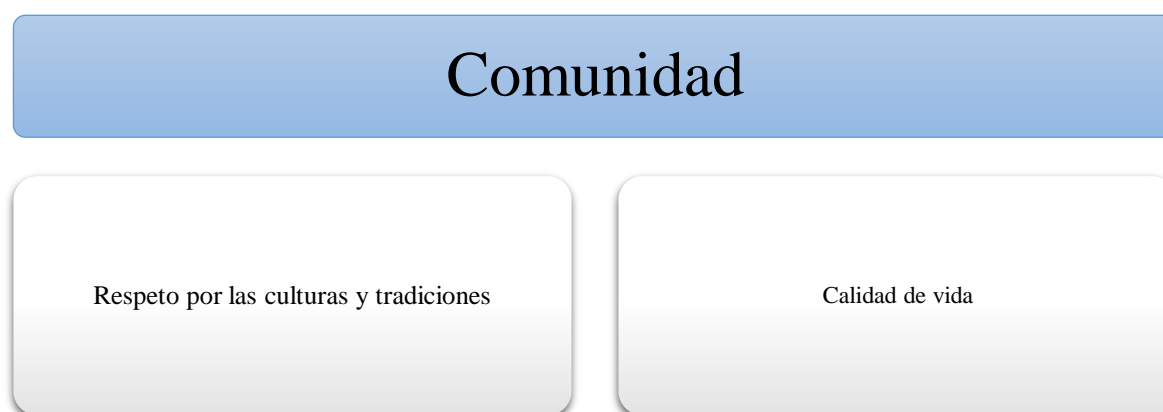 Comunidad
Respeto por las culturas y tradiciones
Calidad de vida